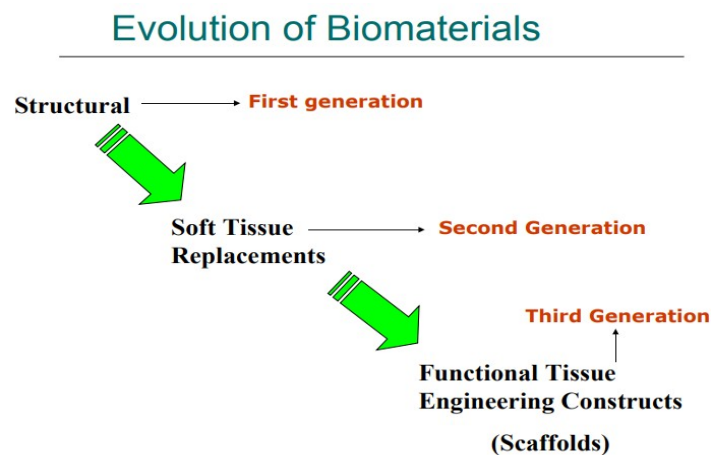 Evolution of Biomaterials
Structural
First generation
Soft Tissue
Replacements
Second Generation
Third Generation
Functional Tissue
Engineering Constructs
(Scaffolds)